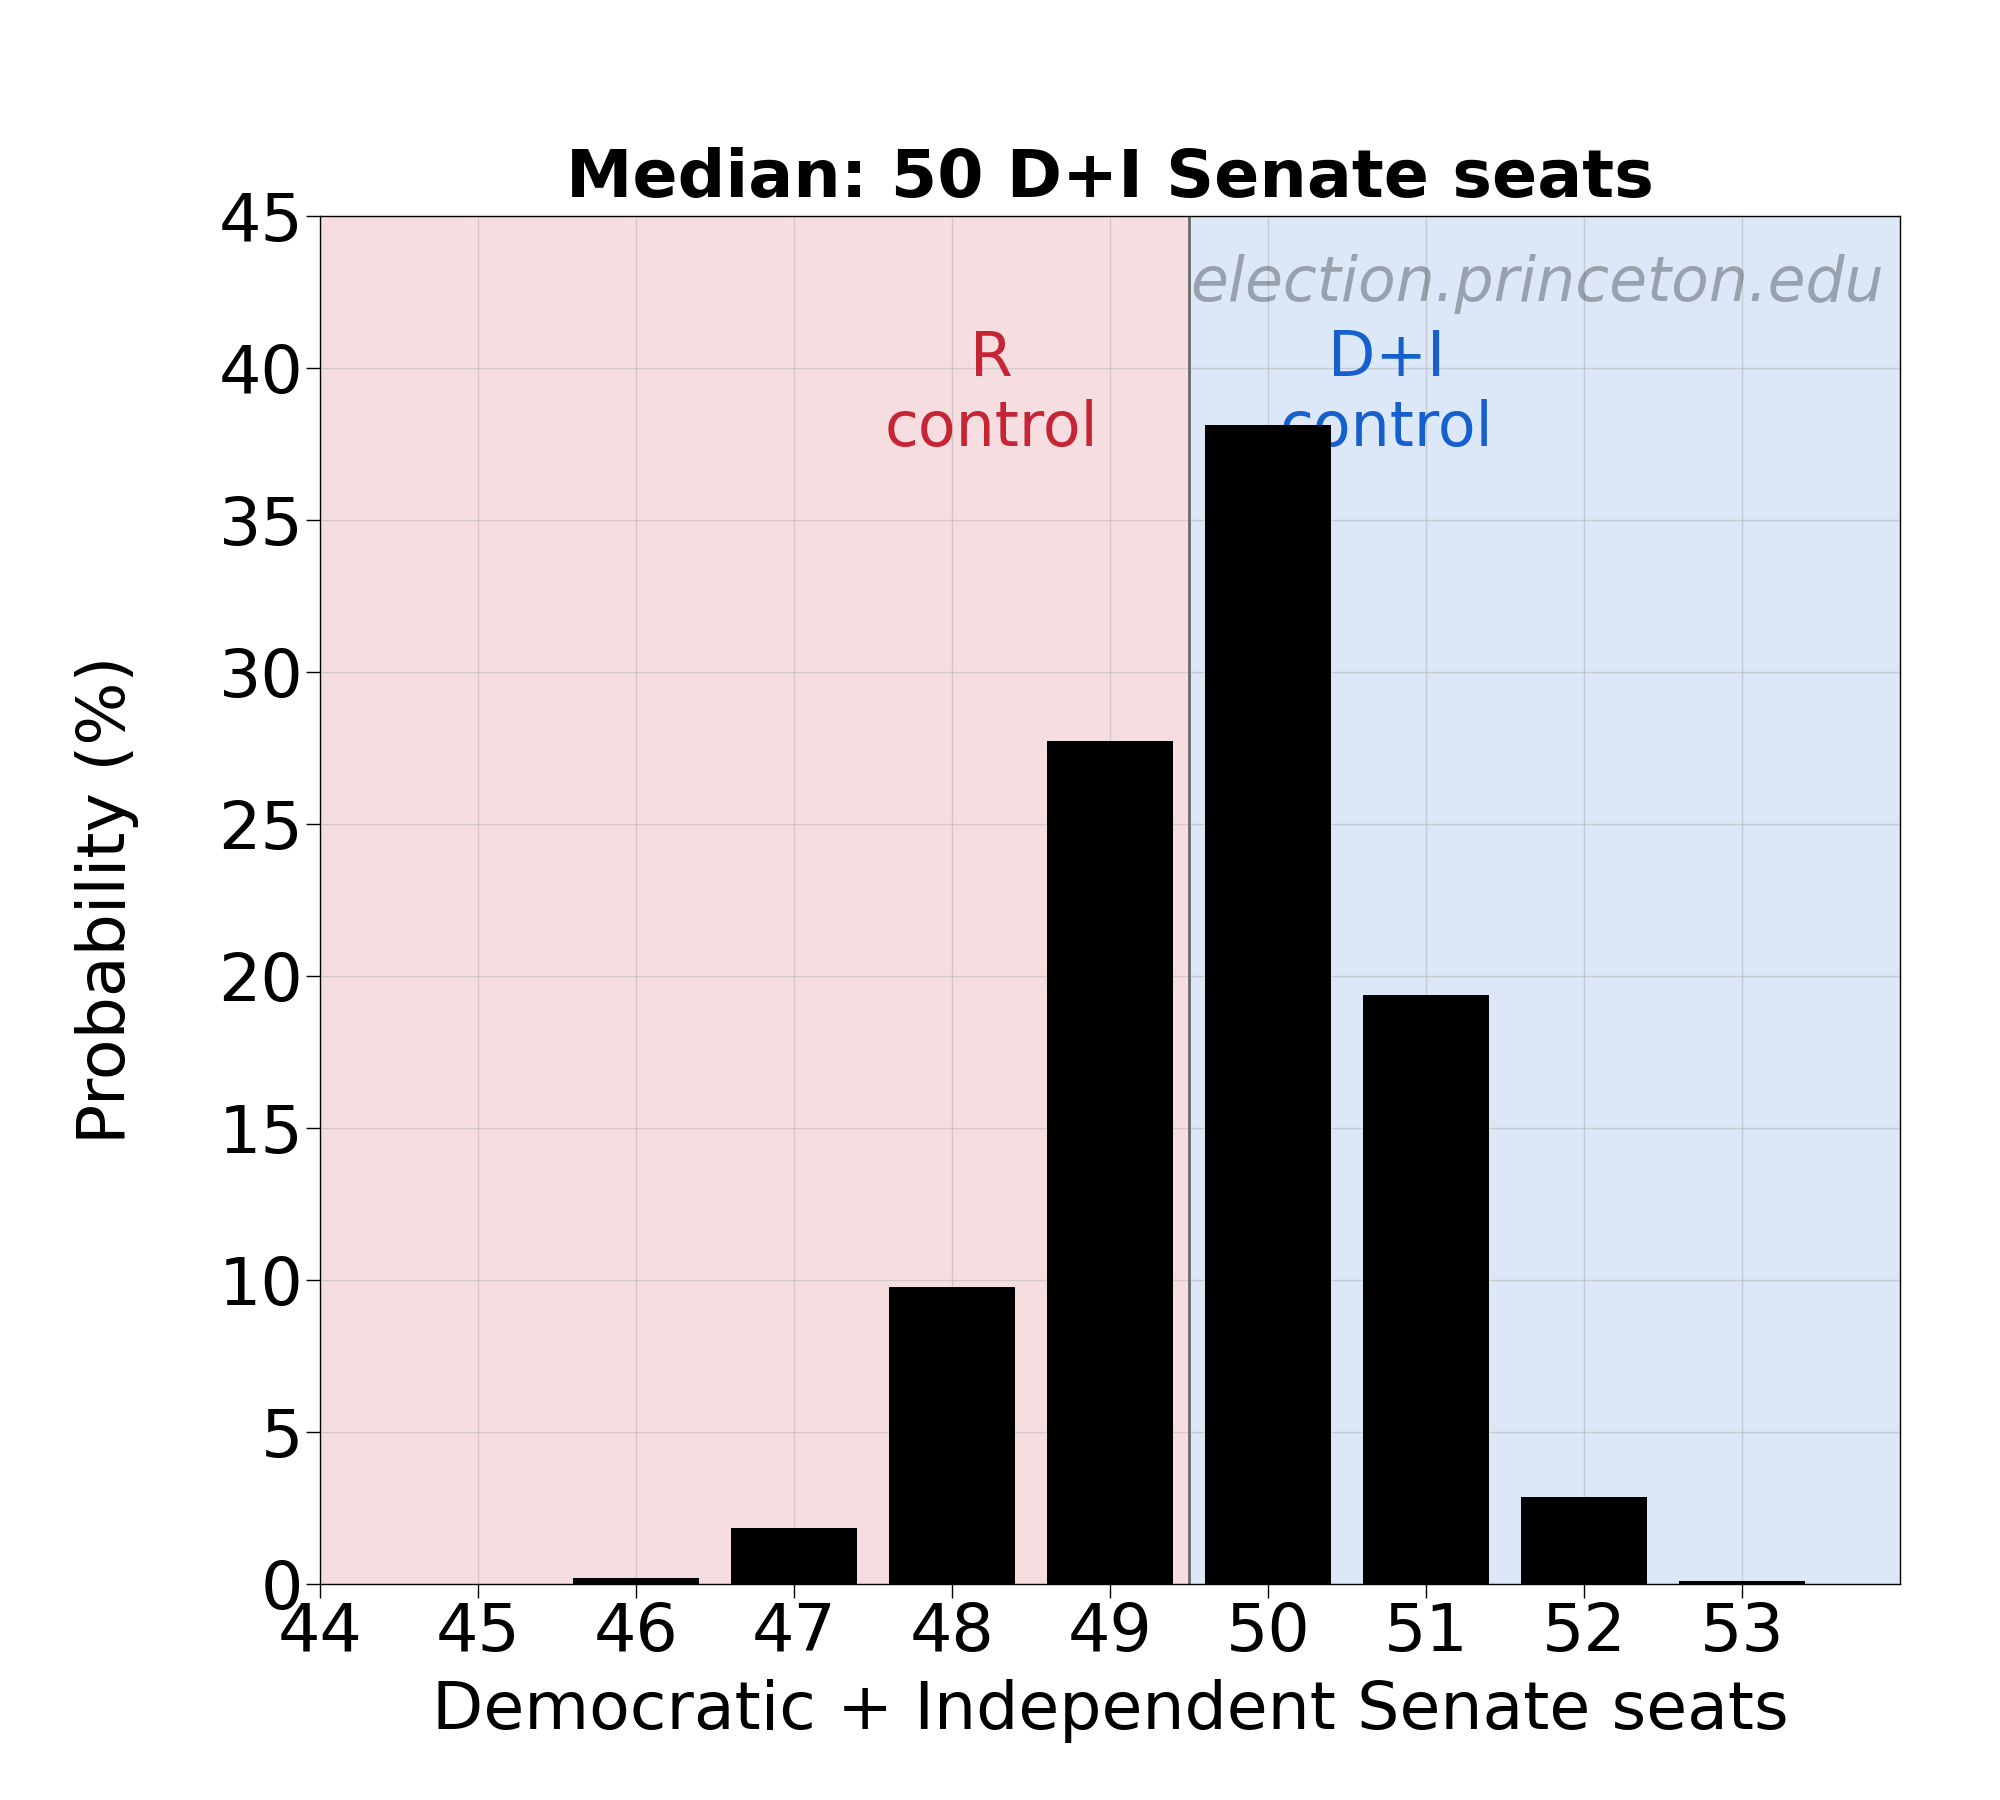 Median: 50 D+I Senate seats
election.princeton.edu
R
control
D+I
control
Probability (%)
45
40
35
30
25
20
15
10
5
0
44 45 46 47 48 49 50 51 52 53
Democratic + Independent Senate seats